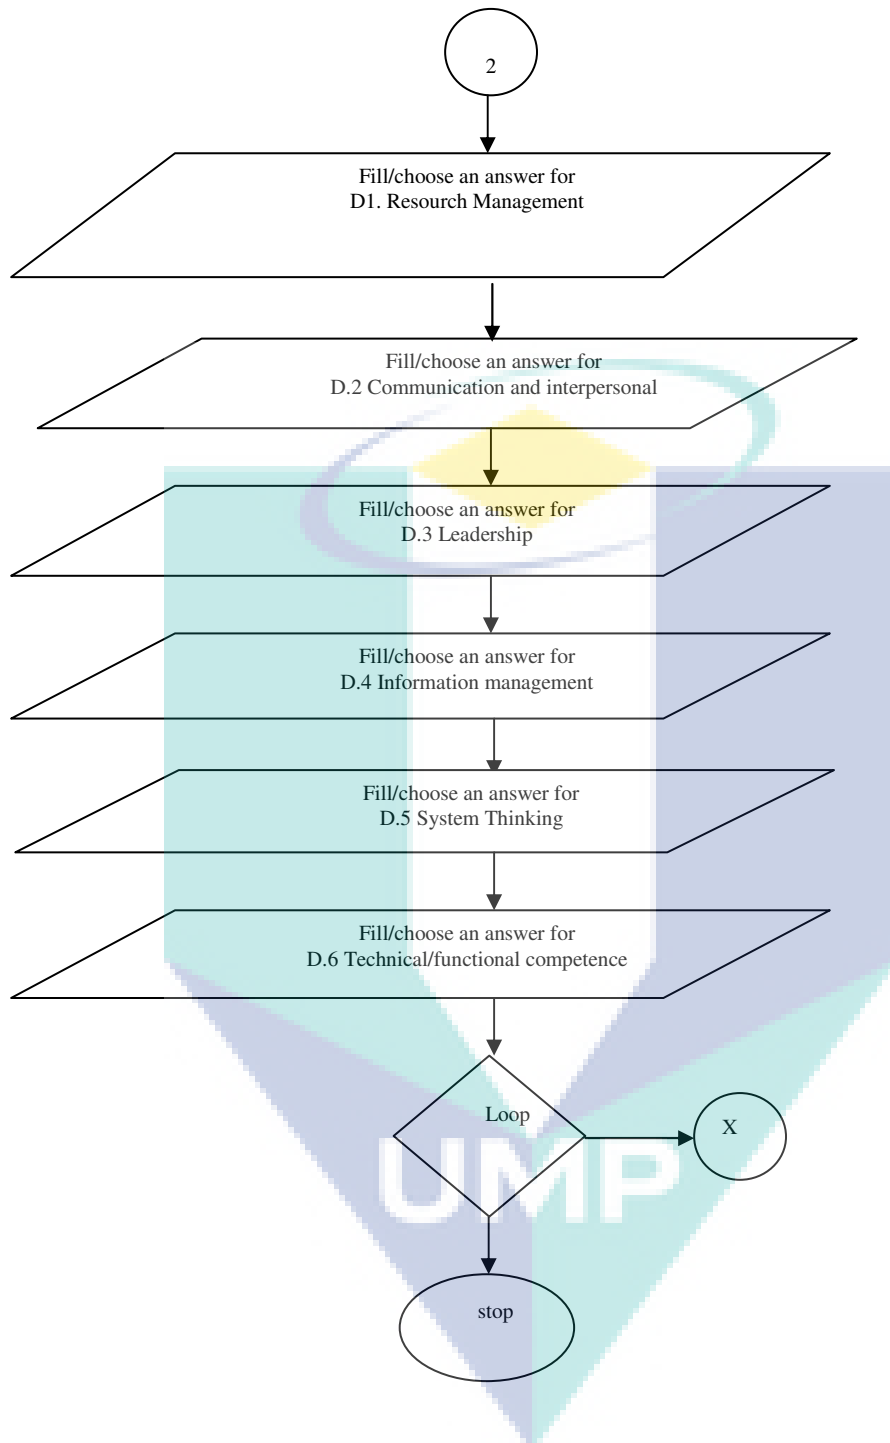 2
Fill/choose an answer for
D1. Resourch Management
Fill/choose an answer for
D.2 Communication and interpersonal
Fill/choose an answer for
D.3 Leadership
Fill/choose an answer for
D.4 Information management
Fill/choose an answer for
D.5 System Thinking
Fill/choose an answer for
D.6 Technical/functional competence
Loop
X
UMP
stop